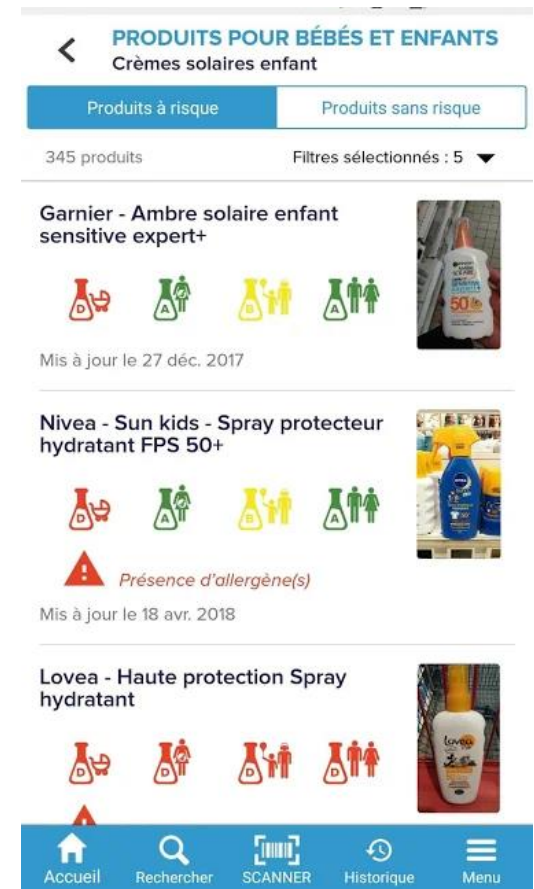 PRODUITS POUR BÉBÉS ET ENFANTS
Crèmes solaires enfant
Produits à risque
Produits sans risque
345 produits
Filtres sélectionnés : 5
Garnier - Ambre solaire enfant
sensitive expert+
D
A
B
A
Mis à jour le 27 déc. 2017
Nivea - Sun kids - Spray protecteur
hydratant FPS 50+
D
A
B
A
Présence d'allergène(s)
Mis à jour le 18 avr. 2018
Lovea - Haute protection Spray
hydratant
D
D
D
D
Accueil
Rechercher
SCANNER
Historique
Menu